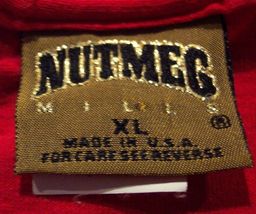 NUTMEG
MILLS ®
XL
MADE IN U.S.A.
FOR CARE SEE REVERSE